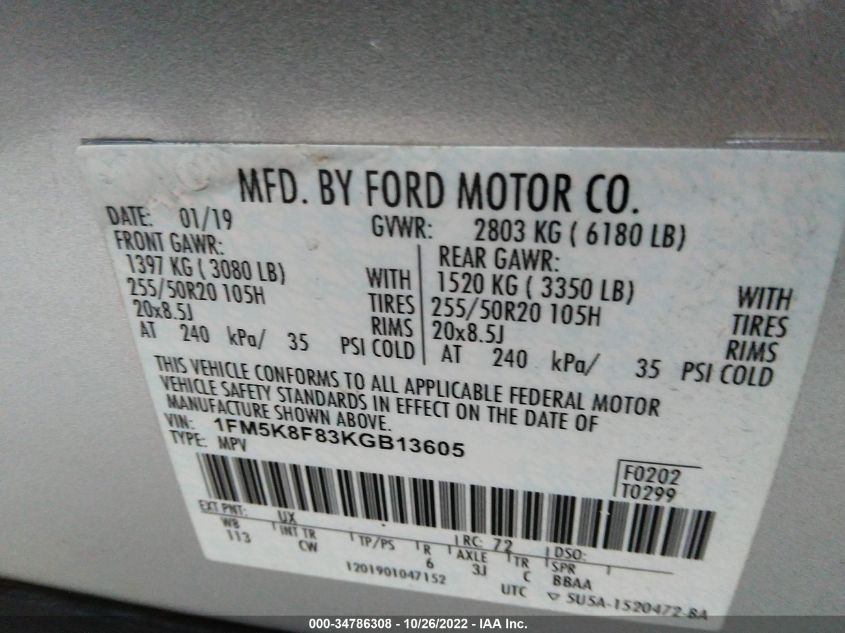 MFD. BY FORD MOTOR CO.
DATE: 01/19 GVWR: 2803 KG ( 6180 LB)
FRONT GAWR: REAR GAWR:
1397 KG ( 3080 LB) WITH 1520 KG ( 3350 LB) WITH
255/50R20 105H TIRES 255/50R20 105H TIRES
20x8.5J RIMS 20x8.5J RIMS
AT 240 kPa/ 35 PSI COLD AT 240 kPa/ 35 PSI COLD
THIS VEHICLE CONFORMS TO ALL APPLICABLE FEDERAL MOTOR
VEHICLE SAFETY STANDARDS IN EFFECT ON THE DATE OF
MANUFACTURE SHOWN ABOVE.
VIN: 1FM5K8F83KGB13605
TYPE: MPV
F0202
T0299
EXT PNT: UX RC: 72 DSO:
WB INT TR TP/PS R AXLE TR SPR
113 CW 6 3J C BBAA
1201901047152 UTC ▽ SU5A-1520472-BA
000-34786308 - 10/26/2022 - IAA Inc.